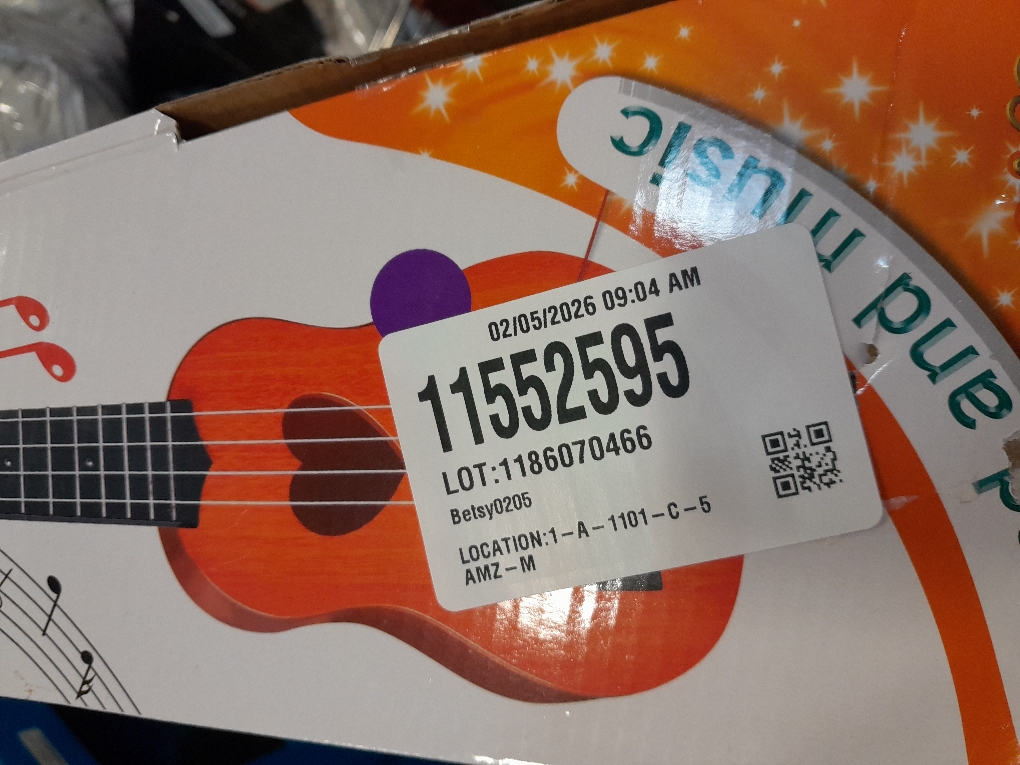 02/05/2026 09:04 AM
11552595
LOT:1186070466
Betsy0205
LOCATION:1-A-1101-C-5
AMZ-M
and music